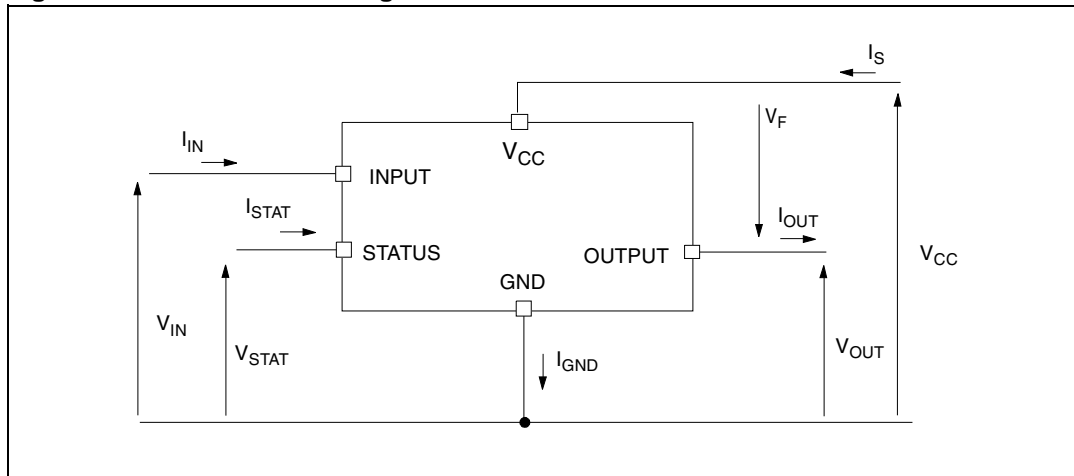 I_S
V_F
V_CC
I_IN
INPUT
I_STAT
I_OUT
STATUS
OUTPUT
V_CC
GND
V_IN
V_STAT
I_GND
V_OUT